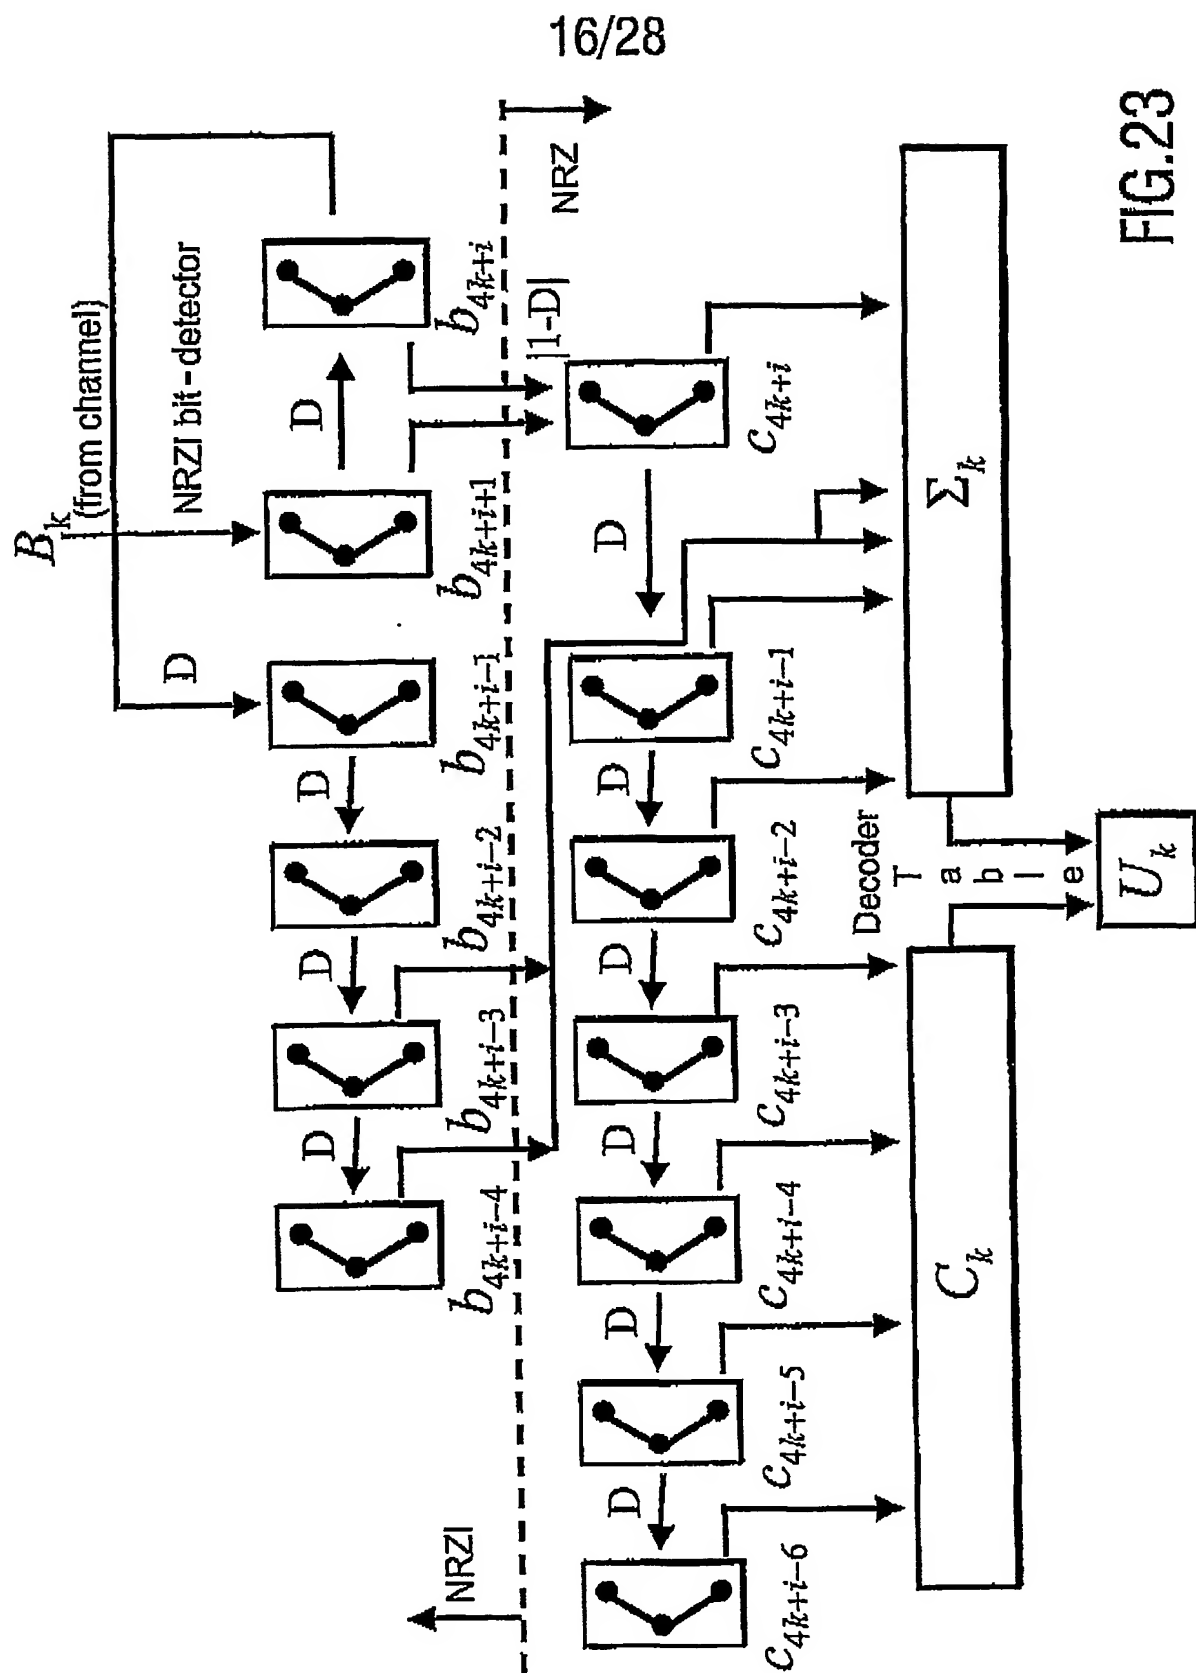 16/28
B_k (from channel)
NRZI bit-detector
D
D
D
D
D
b_{4k+i-4}
b_{4k+i-3}
b_{4k+i-2}
b_{4k+i-1}
b_{4k+i+1}
b_{4k+i}
NRZI
NRZ
|1-D|
D
D
D
D
D
D
c_{4k+i-6}
c_{4k+i-5}
c_{4k+i-4}
c_{4k+i-3}
c_{4k+i-2}
c_{4k+i-1}
c_{4k+i}
Decoder
Table
C_k
Σ_k
U_k
FIG.23